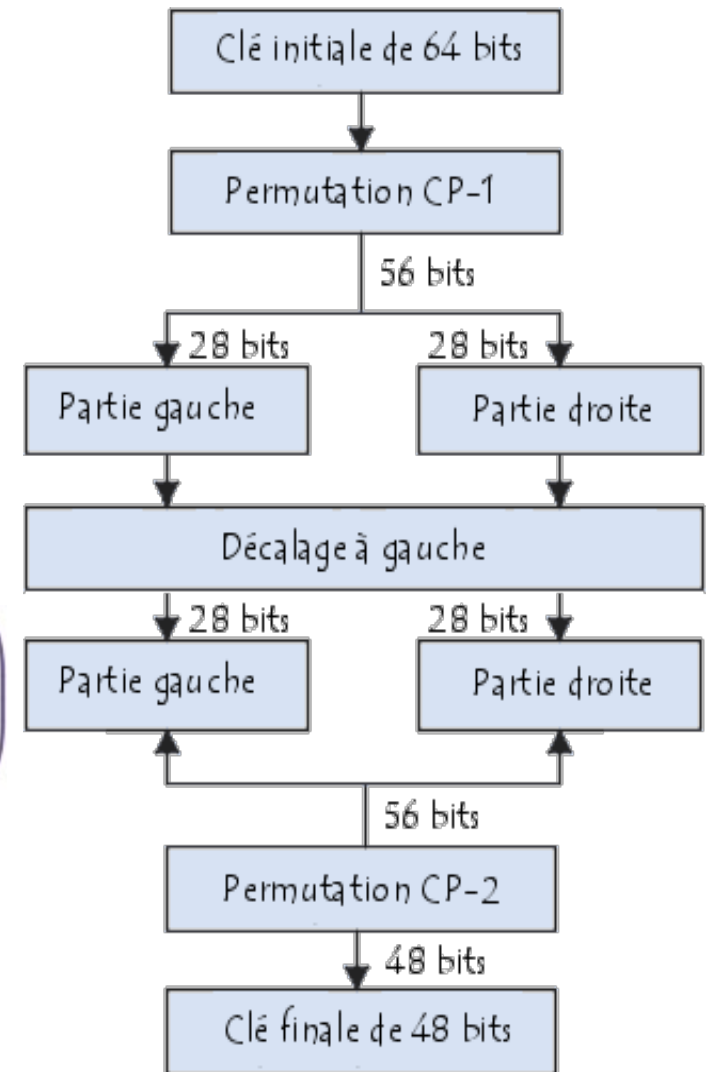 Clé initiale de 64 bits
Permutation CP-1
56 bits
28 bits 28 bits
Partie gauche Partie droite
Décalage à gauche
28 bits 28 bits
Partie gauche Partie droite
56 bits
Permutation CP-2
48 bits
Clé finale de 48 bits